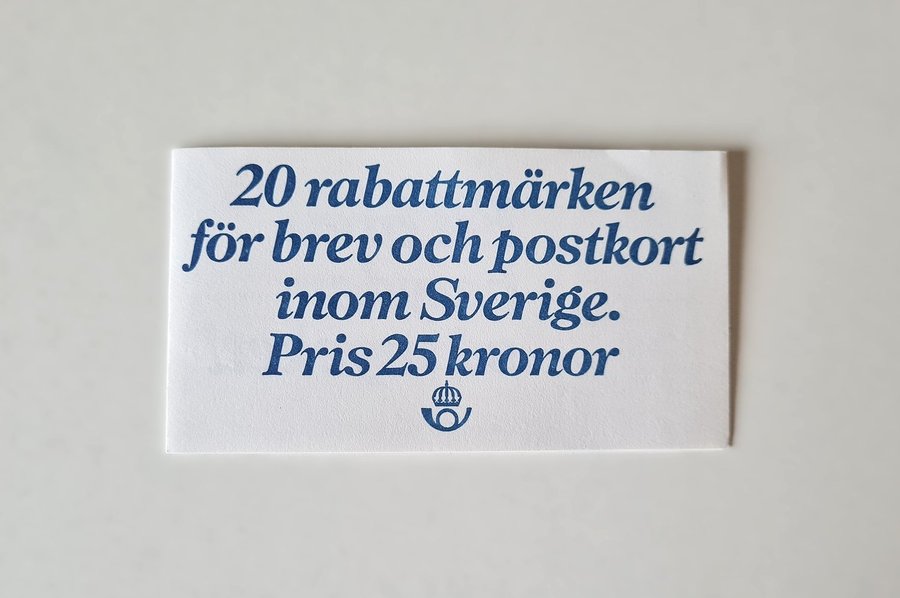 20 rabattmärken
för brev och postkort
inom Sverige.
Pris 25 kronor